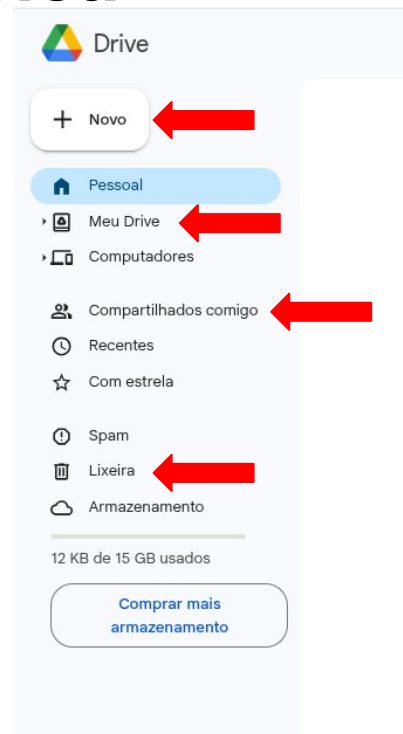 Drive
Novo
Pessoal
Meu Drive
Computadores
Compartilhados comigo
Recentes
Com estrela
Spam
Lixeira
Armazenamento
12 KB de 15 GB usados
Comprar mais
armazenamento